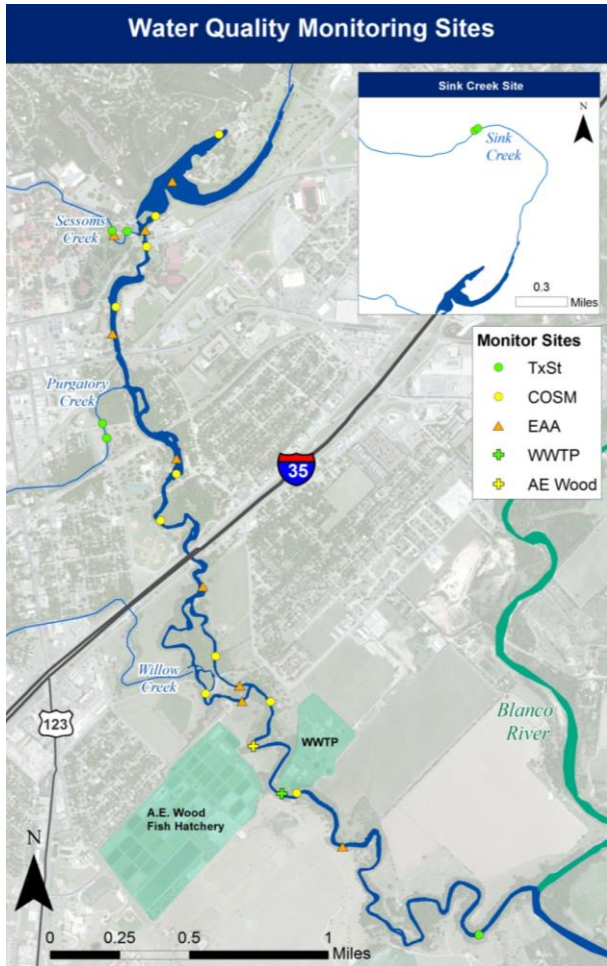 Water Quality Monitoring Sites
Sink Creek Site
N
Sink
Creek
0.3
Miles
Sessoms
Creek
Monitor Sites
TxSt
COSM
EAA
WWTP
AE Wood
Purgatory
Creek
35
Willow
Creek
123
Blanco
River
WWTP
A.E. Wood
Fish Hatchery
N
0 0.25 0.5 1
Miles